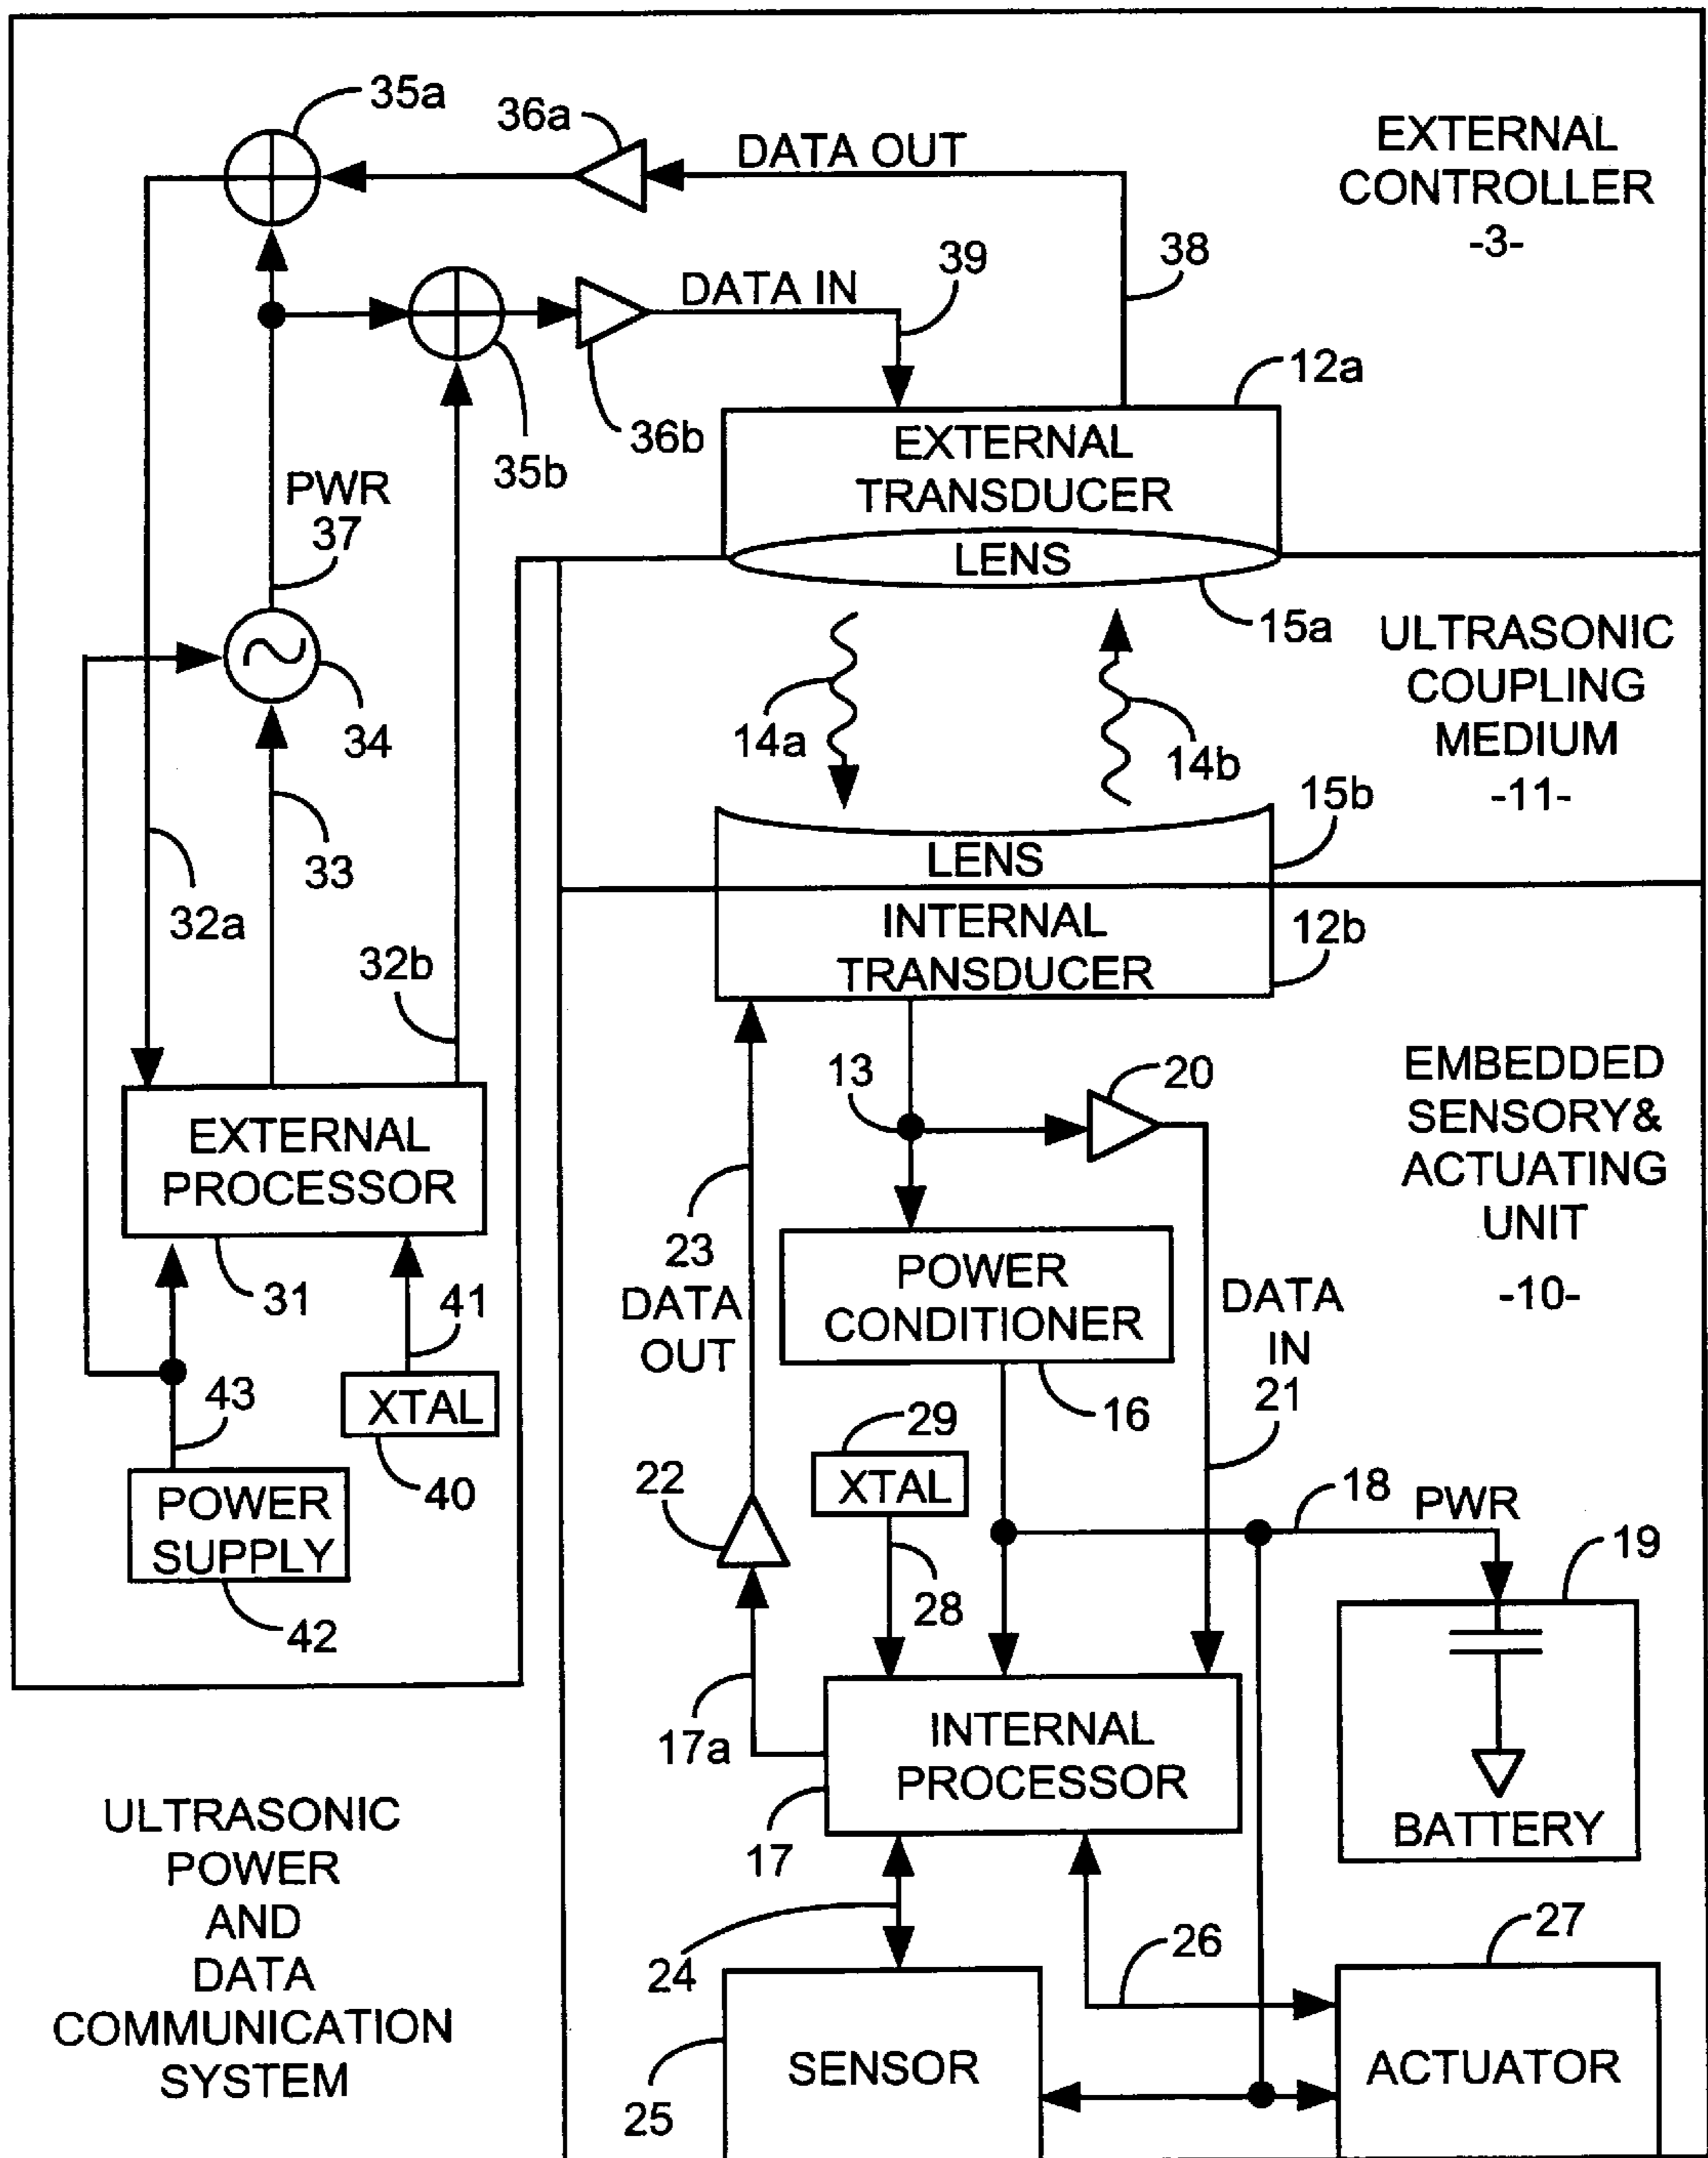 35a
36a
DATA OUT
EXTERNAL
CONTROLLER
-3-
38
39
DATA IN
12a
36b
35b
EXTERNAL
TRANSDUCER
LENS
PWR
37
15a
ULTRASONIC
COUPLING
MEDIUM
-11-
34
14a
14b
15b
33
LENS
32a
INTERNAL
TRANSDUCER
12b
32b
EXTERNAL
PROCESSOR
13
20
EMBEDDED
SENSORY&
ACTUATING
UNIT
-10-
23
DATA
OUT
POWER
CONDITIONER
DATA
IN
21
31
41
43
XTAL
16
29
40
22
XTAL
18
PWR
POWER
SUPPLY
19
28
42
17a
INTERNAL
PROCESSOR
17
BATTERY
ULTRASONIC
POWER
AND
DATA
COMMUNICATION
SYSTEM
24
26
27
SENSOR
25
ACTUATOR